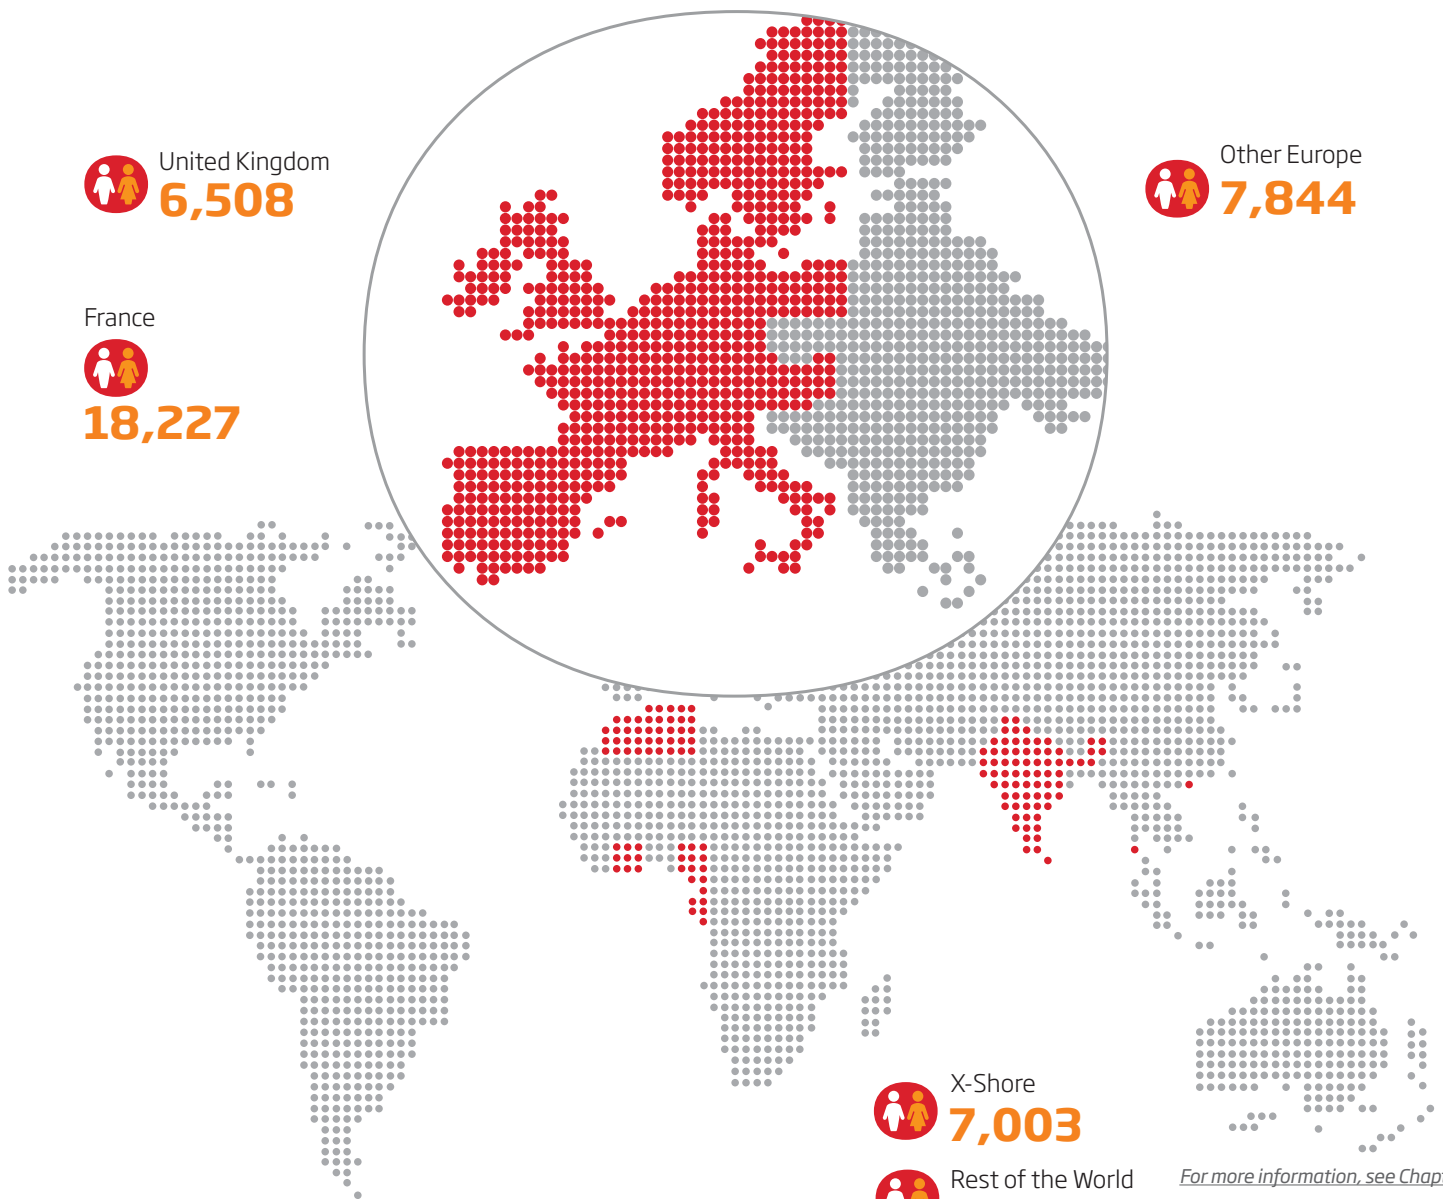 United Kingdom
6,508
Other Europe
7,844
France
18,227
X-Shore
7,003
Rest of the World
For more information, see Chapt